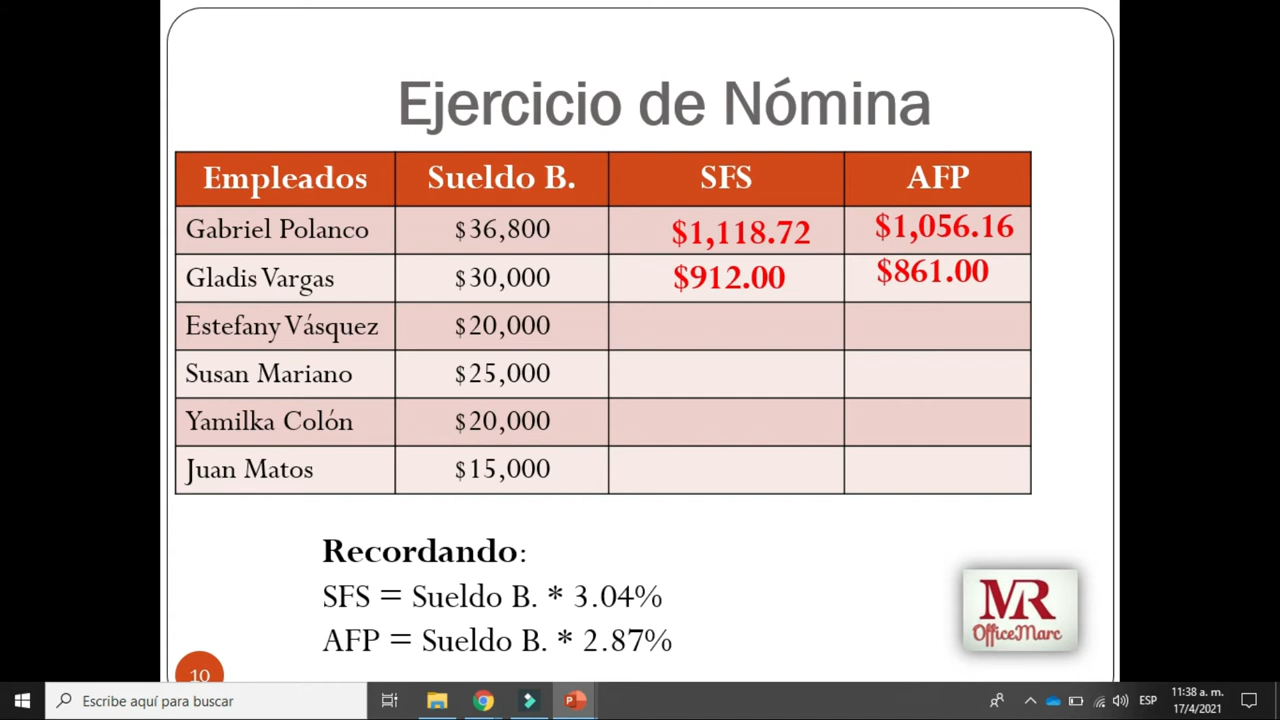 Ejercicio de Nómina
Empleados Sueldo B. SFS AFP
Gabriel Polanco $36,800 $1,118.72 $1,056.16
Gladis Vargas $30,000 $912.00 $861.00
Estefany Vásquez $20,000
Susan Mariano $25,000
Yamilka Colón $20,000
Juan Matos $15,000
Recordando:
SFS = Sueldo B. * 3.04%
AFP = Sueldo B. * 2.87%
MR
OfficeMarc
10
Escribe aquí para buscar
ESP
11:38 a. m.
17/4/2021